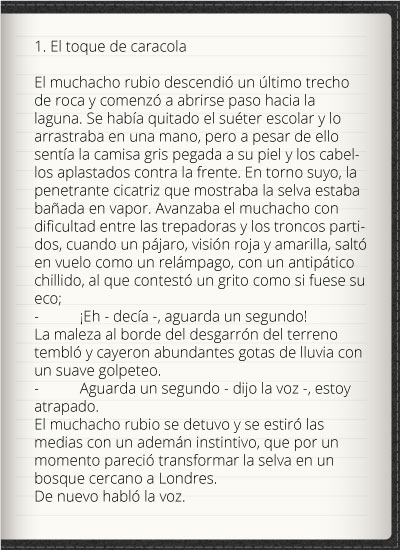 1. El toque de caracola
El muchacho rubio descendió un último trecho
de roca y comenzó a abrirse paso hacia la
laguna. Se había quitado el suéter escolar y lo
arrastraba en una mano, pero a pesar de ello
sentía la camisa gris pegada a su piel y los cabel-
los aplastados contra la frente. En torno suyo, la
penetrante cicatriz que mostraba la selva estaba
bañada en vapor. Avanzaba el muchacho con
dificultad entre las trepadoras y los troncos parti-
dos, cuando un pájaro, visión roja y amarilla, saltó
en vuelo como un relámpago, con un antipático
chillido, al que contestó un grito como si fuese su
eco;
- ¡Eh - decía -, aguarda un segundo!
La maleza al borde del desgarrón del terreno
tembló y cayeron abundantes gotas de lluvia con
un suave golpeteo.
- Aguarda un segundo - dijo la voz -, estoy
atrapado.
El muchacho rubio se detuvo y se estiró las
medias con un ademán instintivo, que por un
momento pareció transformar la selva en un
bosque cercano a Londres.
De nuevo habló la voz.